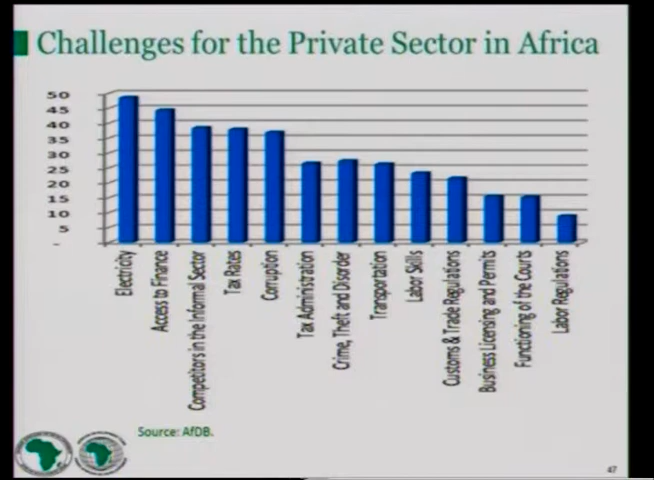 Challenges for the Private Sector in Africa
50
45
40
35
30
25
20
15
10
5
-
Electricity
Access to Finance
Competitors in the Informal Sector
Tax Rates
Corruption
Tax Administration
Crime, Theft and Disorder
Transportation
Labor Skills
Customs & Trade Regulations
Business Licensing and Permits
Functioning of the Courts
Labor Regulations
Source: AfDB.
47